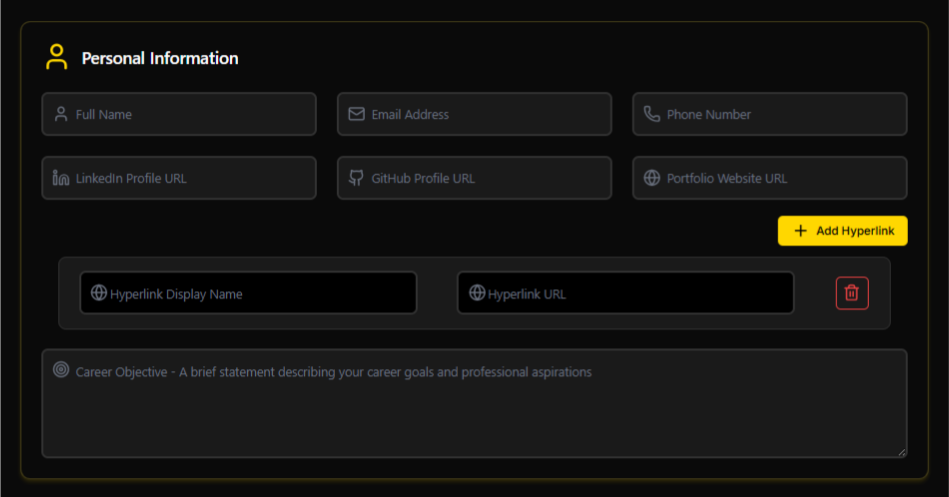 Personal Information
Full Name
Email Address
Phone Number
LinkedIn Profile URL
GitHub Profile URL
Portfolio Website URL
Add Hyperlink
Hyperlink Display Name
Hyperlink URL
Career Objective - A brief statement describing your career goals and professional aspirations